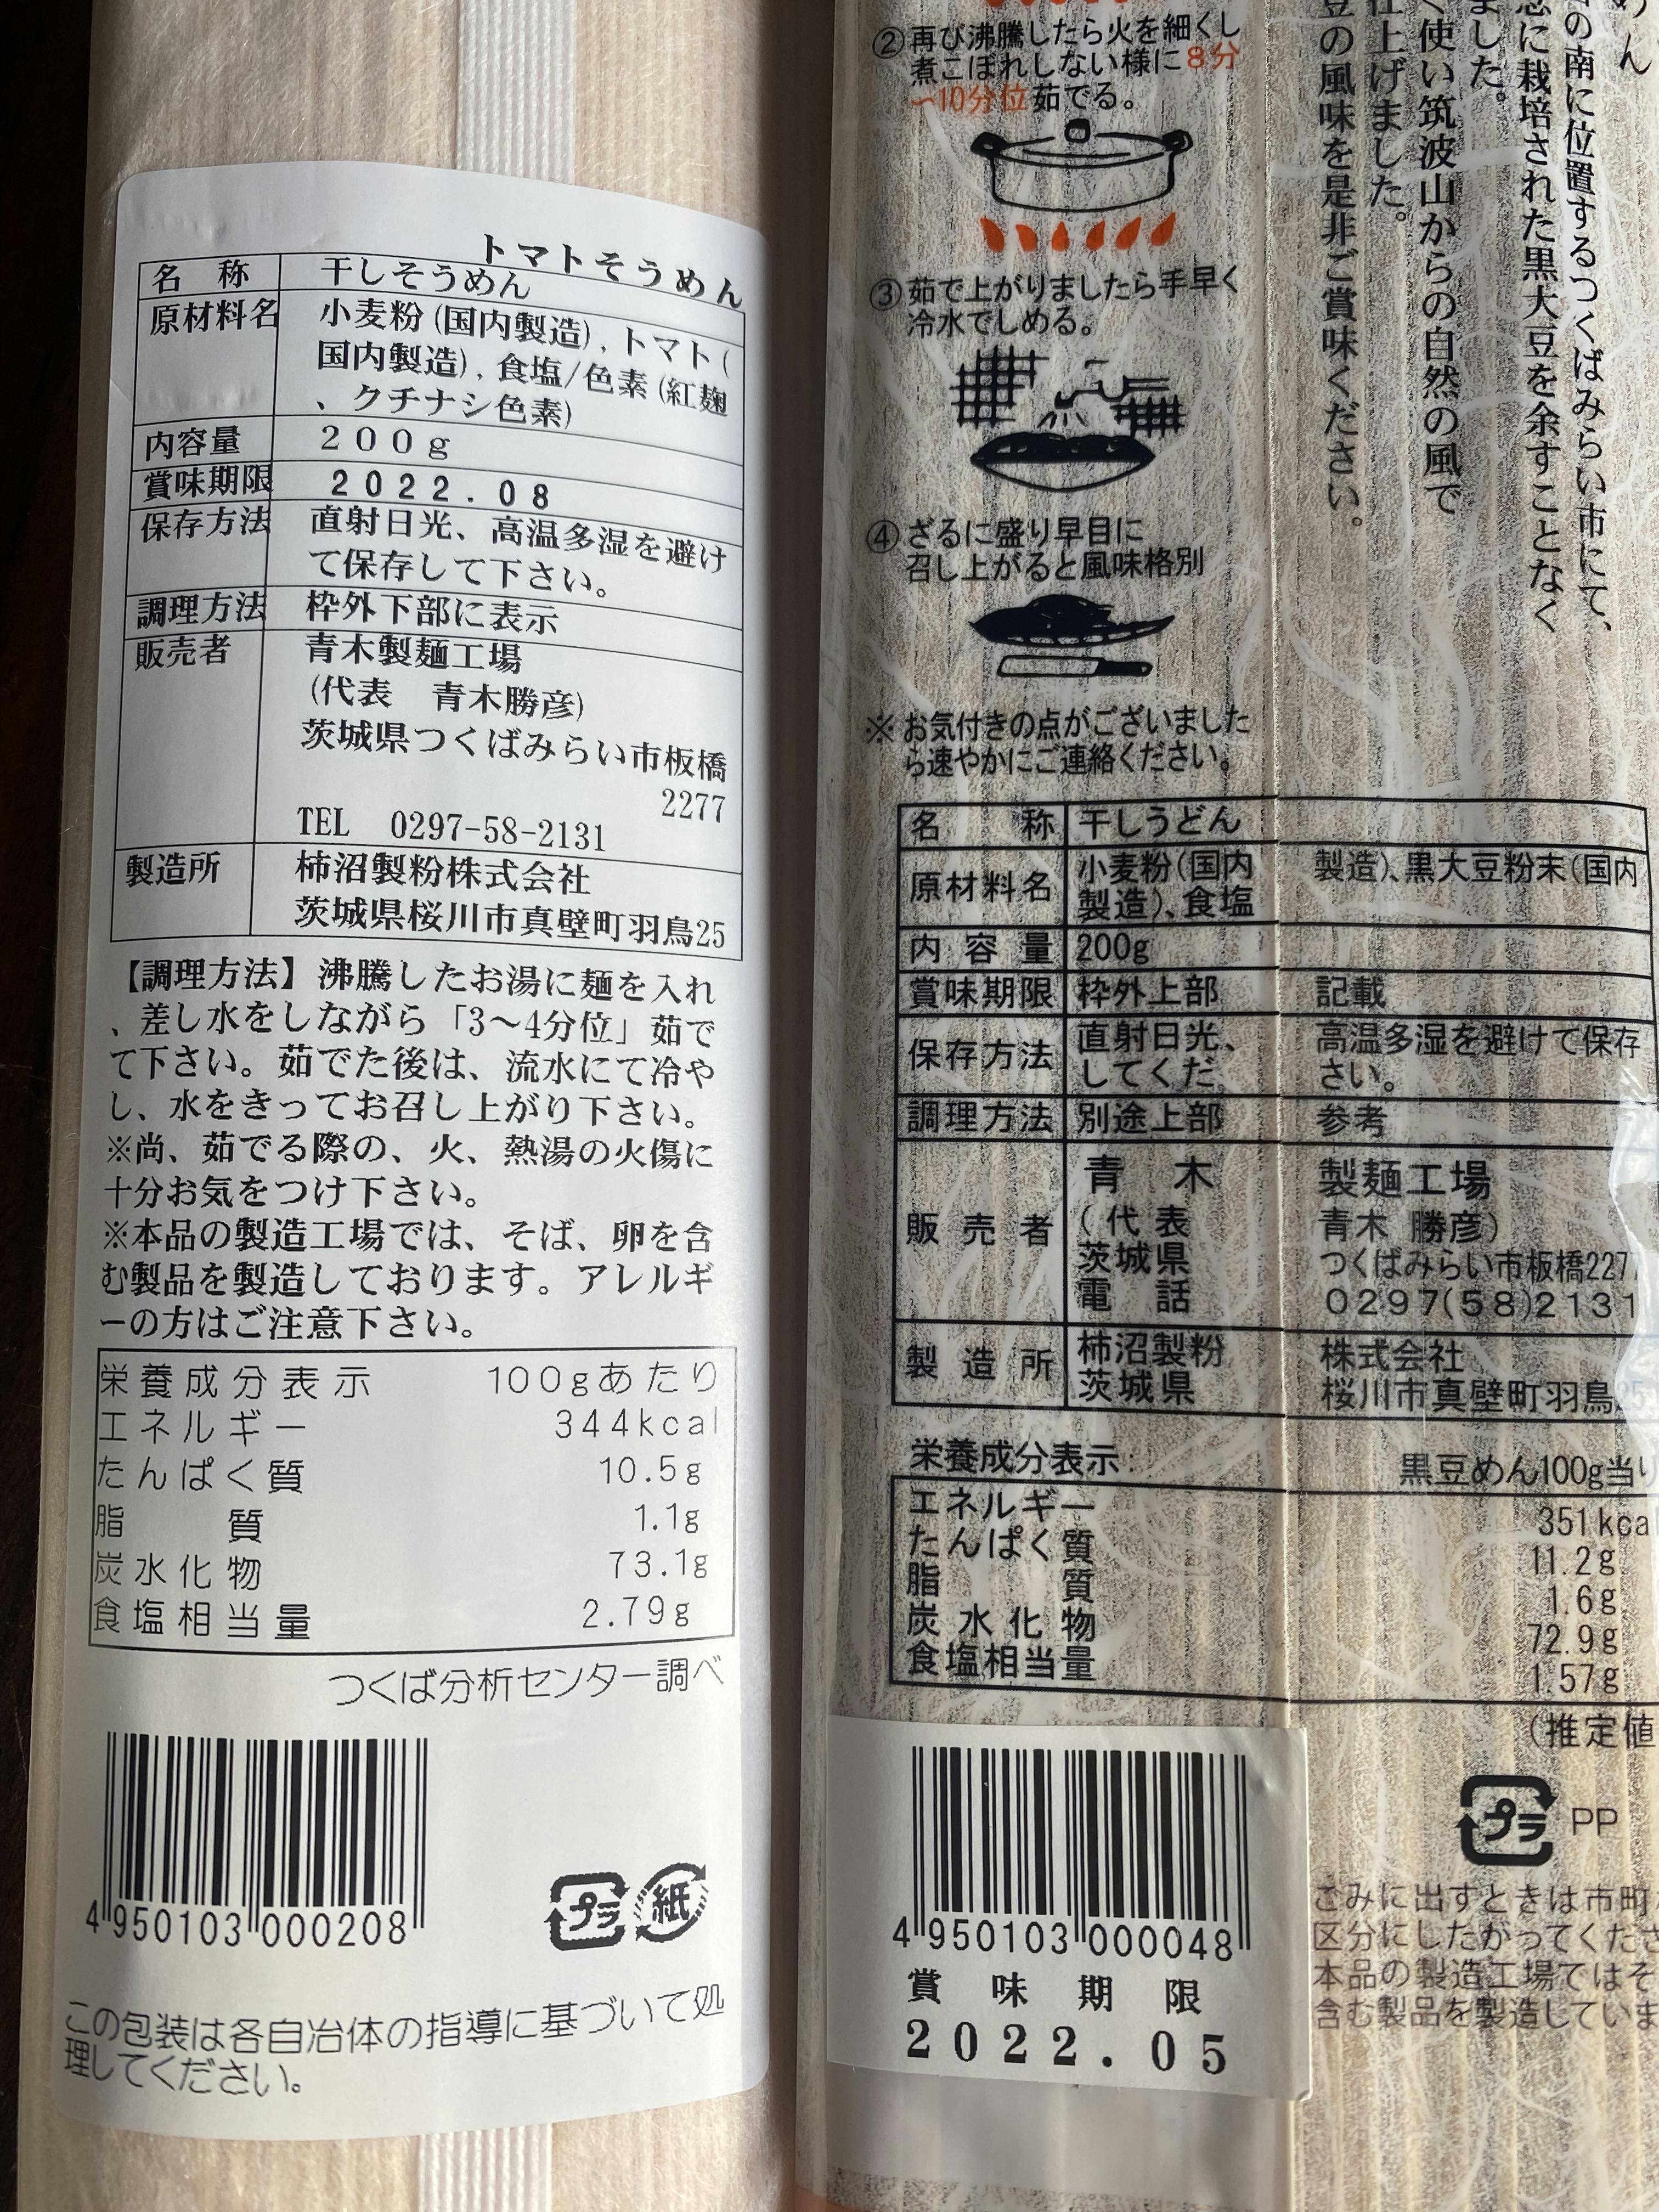 トマトそうめん
名 称 干しそうめん
原材料名 小麦粉(国内製造)、トマト(
国内製造)、食塩/色素(紅麹
、クチナシ色素)
内容量 200g
賞味期限 2022.08
保存方法 直射日光、高温多湿を避け
て保存して下さい。
調理方法 枠外下部に表示
販売者 青木製麺工場
(代表 青木勝彦)
茨城県つくばみらい市板橋
2277
TEL 0297-58-2131
製造所 柿沼製粉株式会社
茨城県桜川市真壁町羽鳥25
【調理方法】沸騰したお湯に麺を入れ
、差し水をしながら「3～4分位」茹で
て下さい。茹でた後は、流水にて冷や
し、水をきってお召し上がり下さい。
※尚、茹でる際の、火、熱湯の火傷に
十分お気をつけ下さい。
※本品の製造工場では、そば、卵を含
む製品を製造しております。アレルギ
ーの方はご注意下さい。
栄養成分表示 100gあたり
エネルギー 344kcal
たんぱく質 10.5g
脂質 1.1g
炭水化物 73.1g
食塩相当量 2.79g
つくば分析センター調べ
4 950103 000208
プラ 紙
この包装は各自治体の指導に基づいて処
理してください。
②再び沸騰したら火を細くし
煮こぼれしない様に8分
～10分位茹でる。
③茹で上がりましたら手早く
冷水でしめる。
④ざるに盛り早目に
召し上がると風味格別
※お気付きの点がございました
ら速やかにご連絡ください。
めん
の南に位置するつくばみらい市にて、
に栽培された黒大豆を余すことなく
ました。
く使い筑波山からの自然の風で
仕上げました。
豆の風味を是非ご賞味ください。
名 称 干しうどん
原材料名 小麦粉(国内製造)、黒大豆粉末(国内
製造)、食塩
内容量 200g
賞味期限 枠外上部記載
保存方法 直射日光、高温多湿を避けて保存
してください。
調理方法 別途上部参考
販売者 青木製麺工場
(代表 青木 勝彦)
茨城県つくばみらい市板橋227
電話 0297(58)2131
製造所 柿沼製粉株式会社
茨城県桜川市真壁町羽鳥25
栄養成分表示: 黒豆めん100g当り
エネルギー 351kcal
たんぱく質 11.2g
脂質 1.6g
炭水化物 72.9g
食塩相当量 1.57g
(推定値
プラ PP
4 950103 000048
賞味期限
2022.05
ごみに出すときは市町
区分にしたがってくださ
本品の製造工場ではそ
含む製品を製造していま